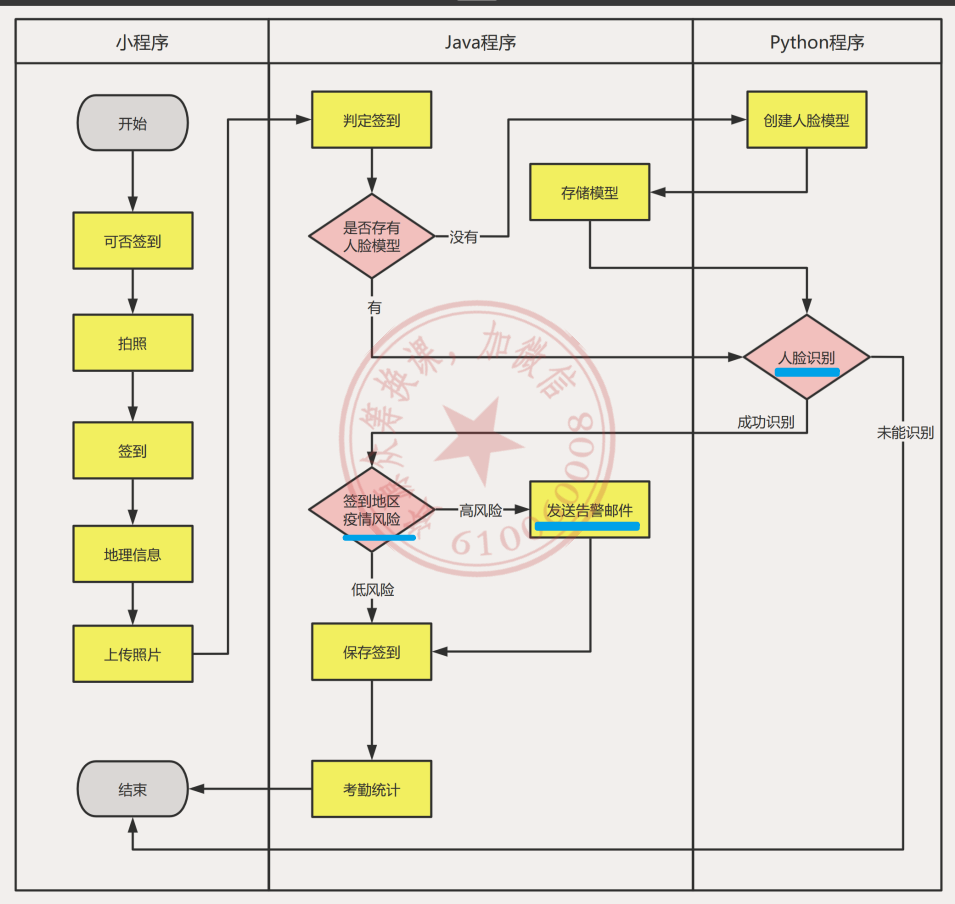 小程序
Java程序
Python程序
开始
可否签到
拍照
签到
地理信息
上传照片
结束
判定签到
是否存有
人脸模型
没有
有
创建人脸模型
存储模型
人脸识别
成功识别
未能识别
签到地区
疫情风险
高风险
发送告警邮件
低风险
保存签到
考勤统计
筹换课，加微信